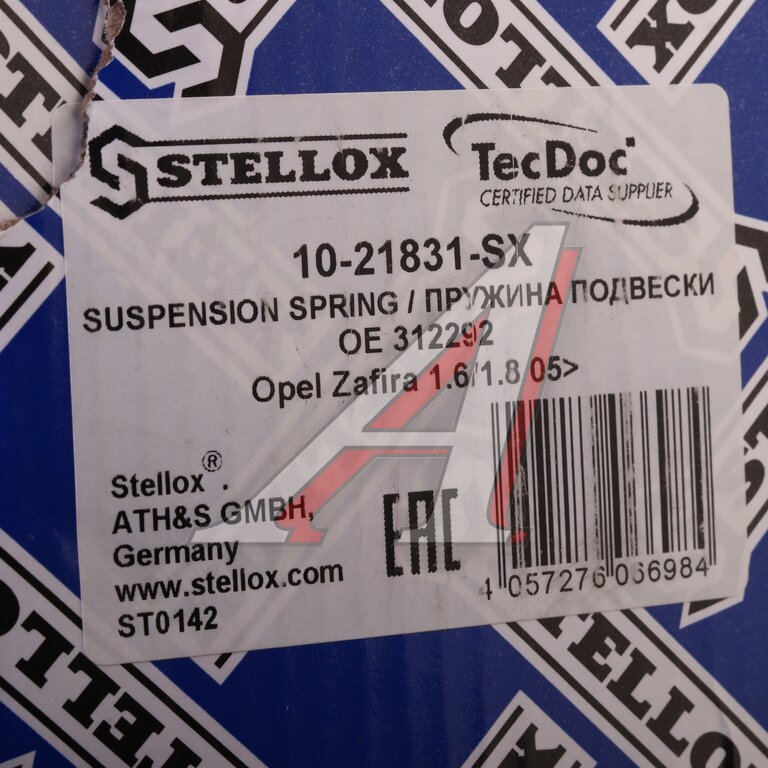 STELLOX
TecDoc
CERTIFIED DATA SUPPLIER
10-21831-SX
SUSPENSION SPRING / ПРУЖИНА ПОДВЕСКИ
OE 312292
Opel Zafira 1.6/1.8 05>
Stellox®.
ATH&S GMBH,
Germany
www.stellox.com
ST0142
EAC
4 057276 066984